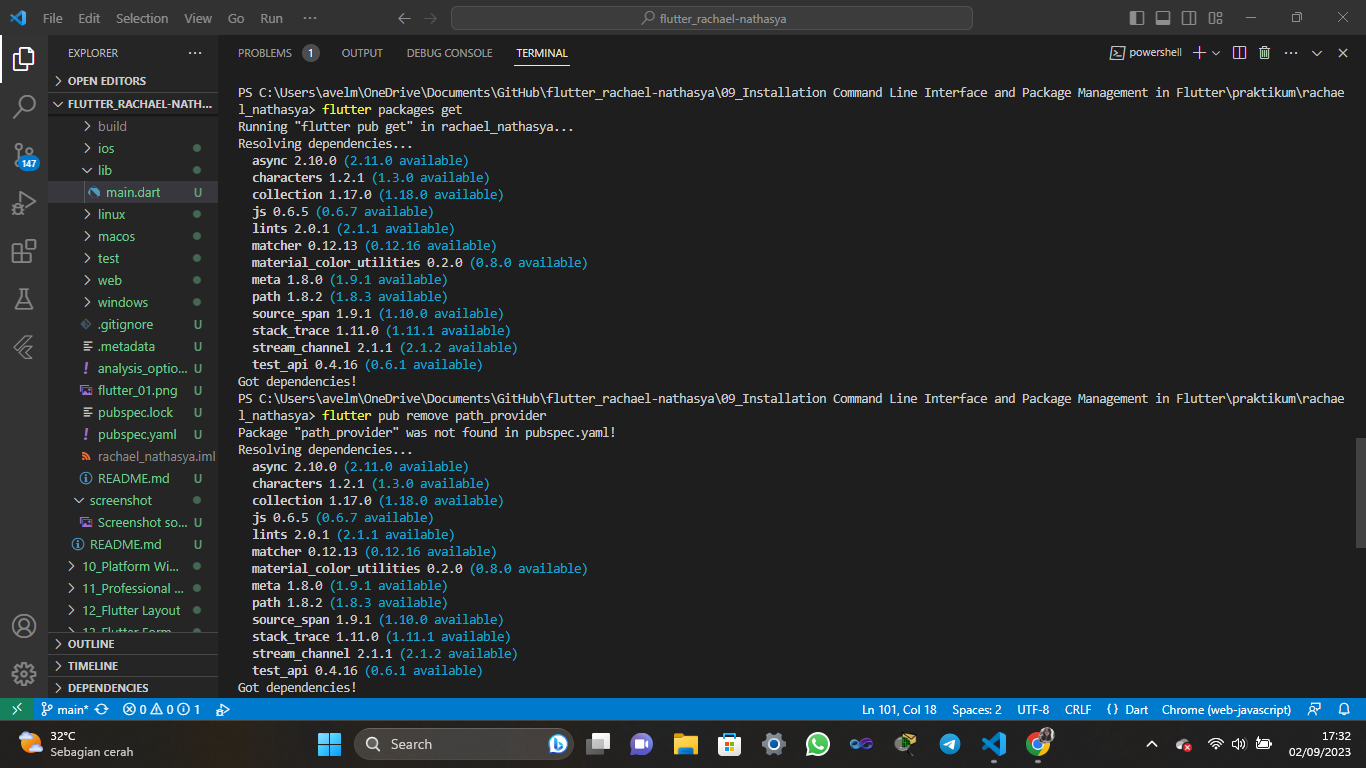 File Edit Selection View Go Run ···
flutter_rachael-nathasya
EXPLORER
OPEN EDITORS
FLUTTER_RACHAEL-NATH...
build
ios
lib
main.dart U
linux
macos
test
web
windows
.gitignore U
.metadata U
analysis_optio... U
flutter_01.png U
pubspec.lock U
pubspec.yaml U
rachael_nathasya.iml
README.md U
screenshot
Screenshot so... U
README.md U
10_Platform Wi...
11_Professional ...
12_Flutter Layout
13_Flutter Form
OUTLINE
TIMELINE
DEPENDENCIES
147
PROBLEMS 1 OUTPUT DEBUG CONSOLE TERMINAL
powershell
PS C:\Users\avelm\OneDrive\Documents\GitHub\flutter_rachael-nathasya\09_Installation Command Line Interface and Package Management in Flutter\praktikum\rachae
l_nathasya> flutter packages get
Running "flutter pub get" in rachael_nathasya...
Resolving dependencies...
async 2.10.0 (2.11.0 available)
characters 1.2.1 (1.3.0 available)
collection 1.17.0 (1.18.0 available)
js 0.6.5 (0.6.7 available)
lints 2.0.1 (2.1.1 available)
matcher 0.12.13 (0.12.16 available)
material_color_utilities 0.2.0 (0.8.0 available)
meta 1.8.0 (1.9.1 available)
path 1.8.2 (1.8.3 available)
source_span 1.9.1 (1.10.0 available)
stack_trace 1.11.0 (1.11.1 available)
stream_channel 2.1.1 (2.1.2 available)
test_api 0.4.16 (0.6.1 available)
Got dependencies!
PS C:\Users\avelm\OneDrive\Documents\GitHub\flutter_rachael-nathasya\09_Installation Command Line Interface and Package Management in Flutter\praktikum\rachae
l_nathasya> flutter pub remove path_provider
Package "path_provider" was not found in pubspec.yaml!
Resolving dependencies...
async 2.10.0 (2.11.0 available)
characters 1.2.1 (1.3.0 available)
collection 1.17.0 (1.18.0 available)
js 0.6.5 (0.6.7 available)
lints 2.0.1 (2.1.1 available)
matcher 0.12.13 (0.12.16 available)
material_color_utilities 0.2.0 (0.8.0 available)
meta 1.8.0 (1.9.1 available)
path 1.8.2 (1.8.3 available)
source_span 1.9.1 (1.10.0 available)
stack_trace 1.11.0 (1.11.1 available)
stream_channel 2.1.1 (2.1.2 available)
test_api 0.4.16 (0.6.1 available)
Got dependencies!
main* 0 0 1 Ln 101, Col 18 Spaces: 2 UTF-8 CRLF {} Dart Chrome (web-javascript)
32°C
Sebagian cerah
Search
17:32
02/09/2023